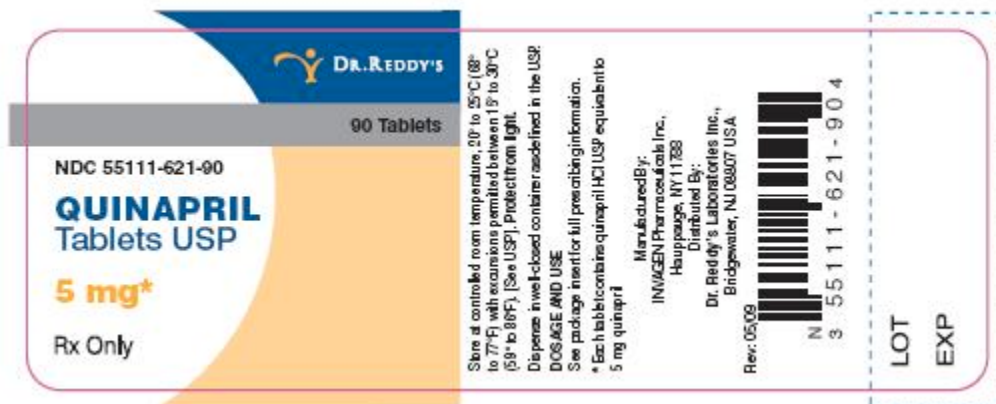 DR.REDDY'S
90 Tablets
NDC 55111-621-90
QUINAPRIL
Tablets USP
5 mg*
Rx Only
Store at controlled room temperature, 20° to 25°C (68°
to 77°F) with excursions permitted between 15° to 30°C
(59° to 86°F). [See USP]. Protect from light.
Dispense in well-closed container as defined in the USP.
DOSAGE AND USE
See package insert for full prescribing information.
* Each tablet contains quinapril HCl USP equivalent to
5 mg quinapril
Manufactured By:
INVAGEN Pharmaceuticals Inc.,
Hauppauge, NY 11788
Distributed By:
Dr. Reddy's Laboratories Inc.,
Bridgewater, NJ 08807 USA
Rev: 05/09
N
3 55111-621-904
LOT
EXP